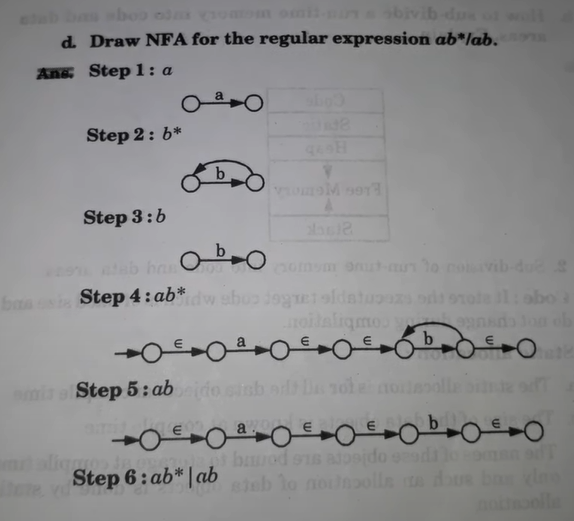 d. Draw NFA for the regular expression ab*/ab.
Ans. Step 1 : a
a
Step 2 : b*
b
Step 3 : b
b
Step 4 : ab*
ϵ a ϵ ϵ b ϵ
Step 5 : ab
ϵ a ϵ ϵ b ϵ
Step 6 : ab* | ab